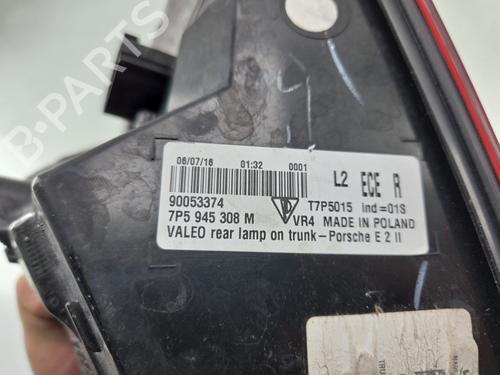 B-PARTS
06/07/16 01:32 0001
L2 ECE R
90053374
T7P5015 ind=01S
7P5 945 308 M
VR4 MADE IN POLAND
VALEO rear lamp on trunk-Porsche E 2 II